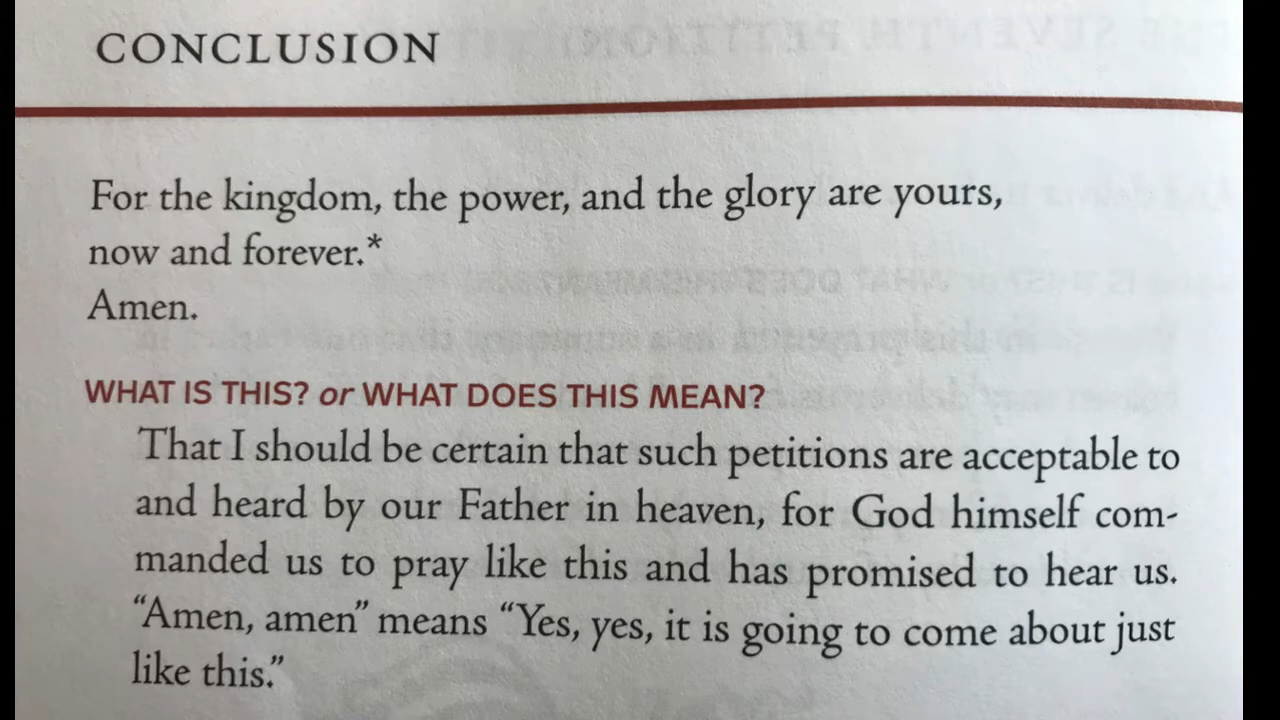 CONCLUSION
For the kingdom, the power, and the glory are yours,
now and forever.*
Amen.
WHAT IS THIS? or WHAT DOES THIS MEAN?
That I should be certain that such petitions are acceptable to
and heard by our Father in heaven, for God himself com-
manded us to pray like this and has promised to hear us.
“Amen, amen” means “Yes, yes, it is going to come about just
like this.”